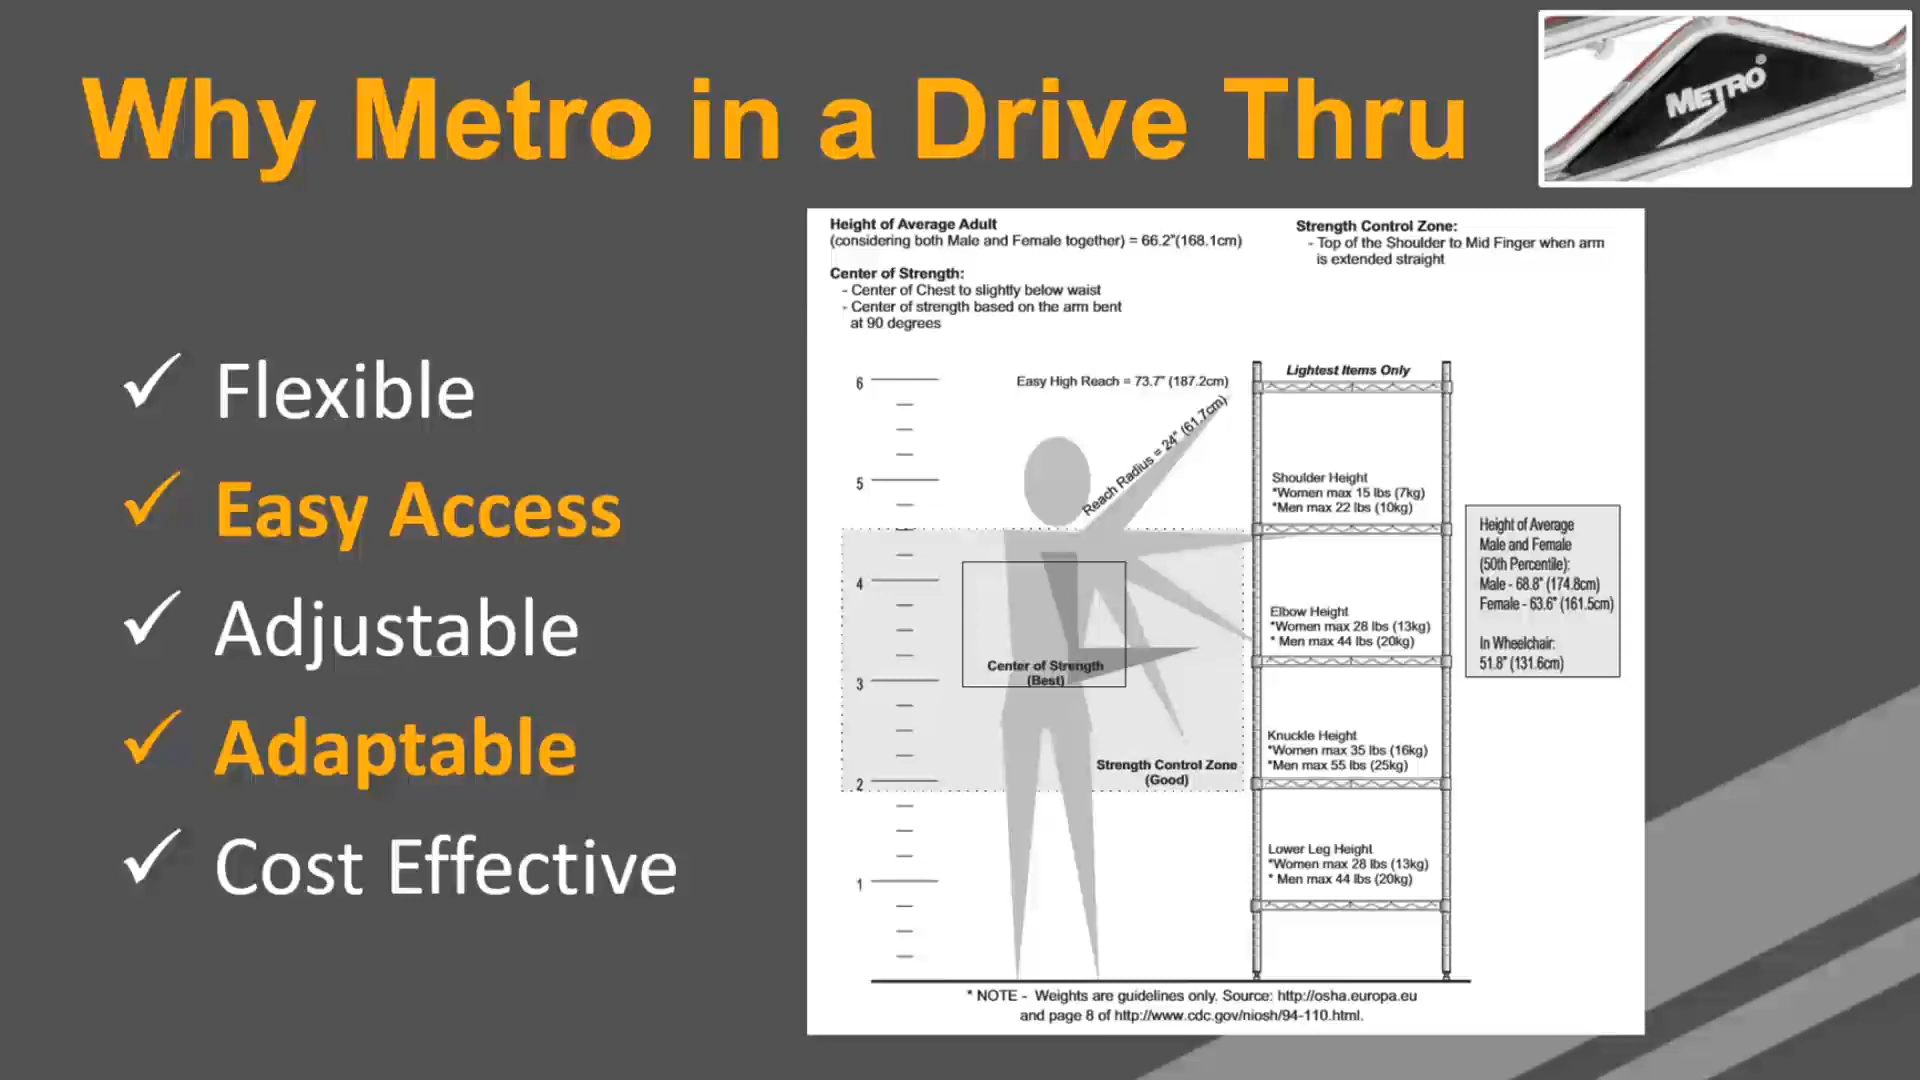 Why Metro in a Drive Thru
METRO®
Flexible
Easy Access
Adjustable
Adaptable
Cost Effective
Height of Average Adult
(considering both Male and Female together) = 66.2"(168.1cm)
Center of Strength:
- Center of Chest to slightly below waist
- Center of strength based on the arm bent
at 90 degrees
Strength Control Zone:
- Top of the Shoulder to Mid Finger when arm
is extended straight
6
5
4
3
2
1
Easy High Reach = 73.7" (187.2cm)
Reach Radius = 24" (61.7cm)
Center of Strength
(Best)
Strength Control Zone
(Good)
Lightest Items Only
Shoulder Height
*Women max 15 lbs (7kg)
*Men max 22 lbs (10kg)
Elbow Height
*Women max 28 lbs (13kg)
* Men max 44 lbs (20kg)
Knuckle Height
*Women max 35 lbs (16kg)
*Men max 55 lbs (25kg)
Lower Leg Height
*Women max 28 lbs (13kg)
* Men max 44 lbs (20kg)
Height of Average
Male and Female
(50th Percentile):
Male - 68.8" (174.8cm)
Female - 63.6" (161.5cm)
In Wheelchair:
51.8" (131.6cm)
* NOTE - Weights are guidelines only. Source: http://osha.europa.eu
and page 8 of http://www.cdc.gov/niosh/94-110.html.